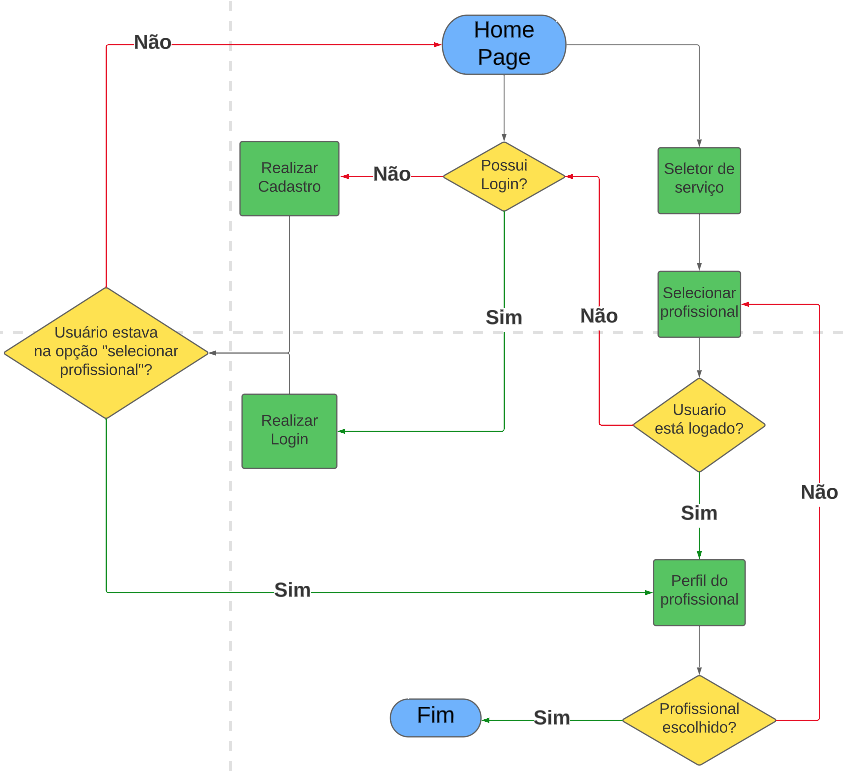 Não
Home
Page
Realizar
Cadastro
Não
Possui
Login?
Seletor de
serviço
Selecionar
profissional
Sim
Não
Usuário estava
na opção "selecionar
profissional"?
Realizar
Login
Usuario
está logado?
Não
Sim
Sim
Perfil do
profissional
Fim
Sim
Profissional
escolhido?